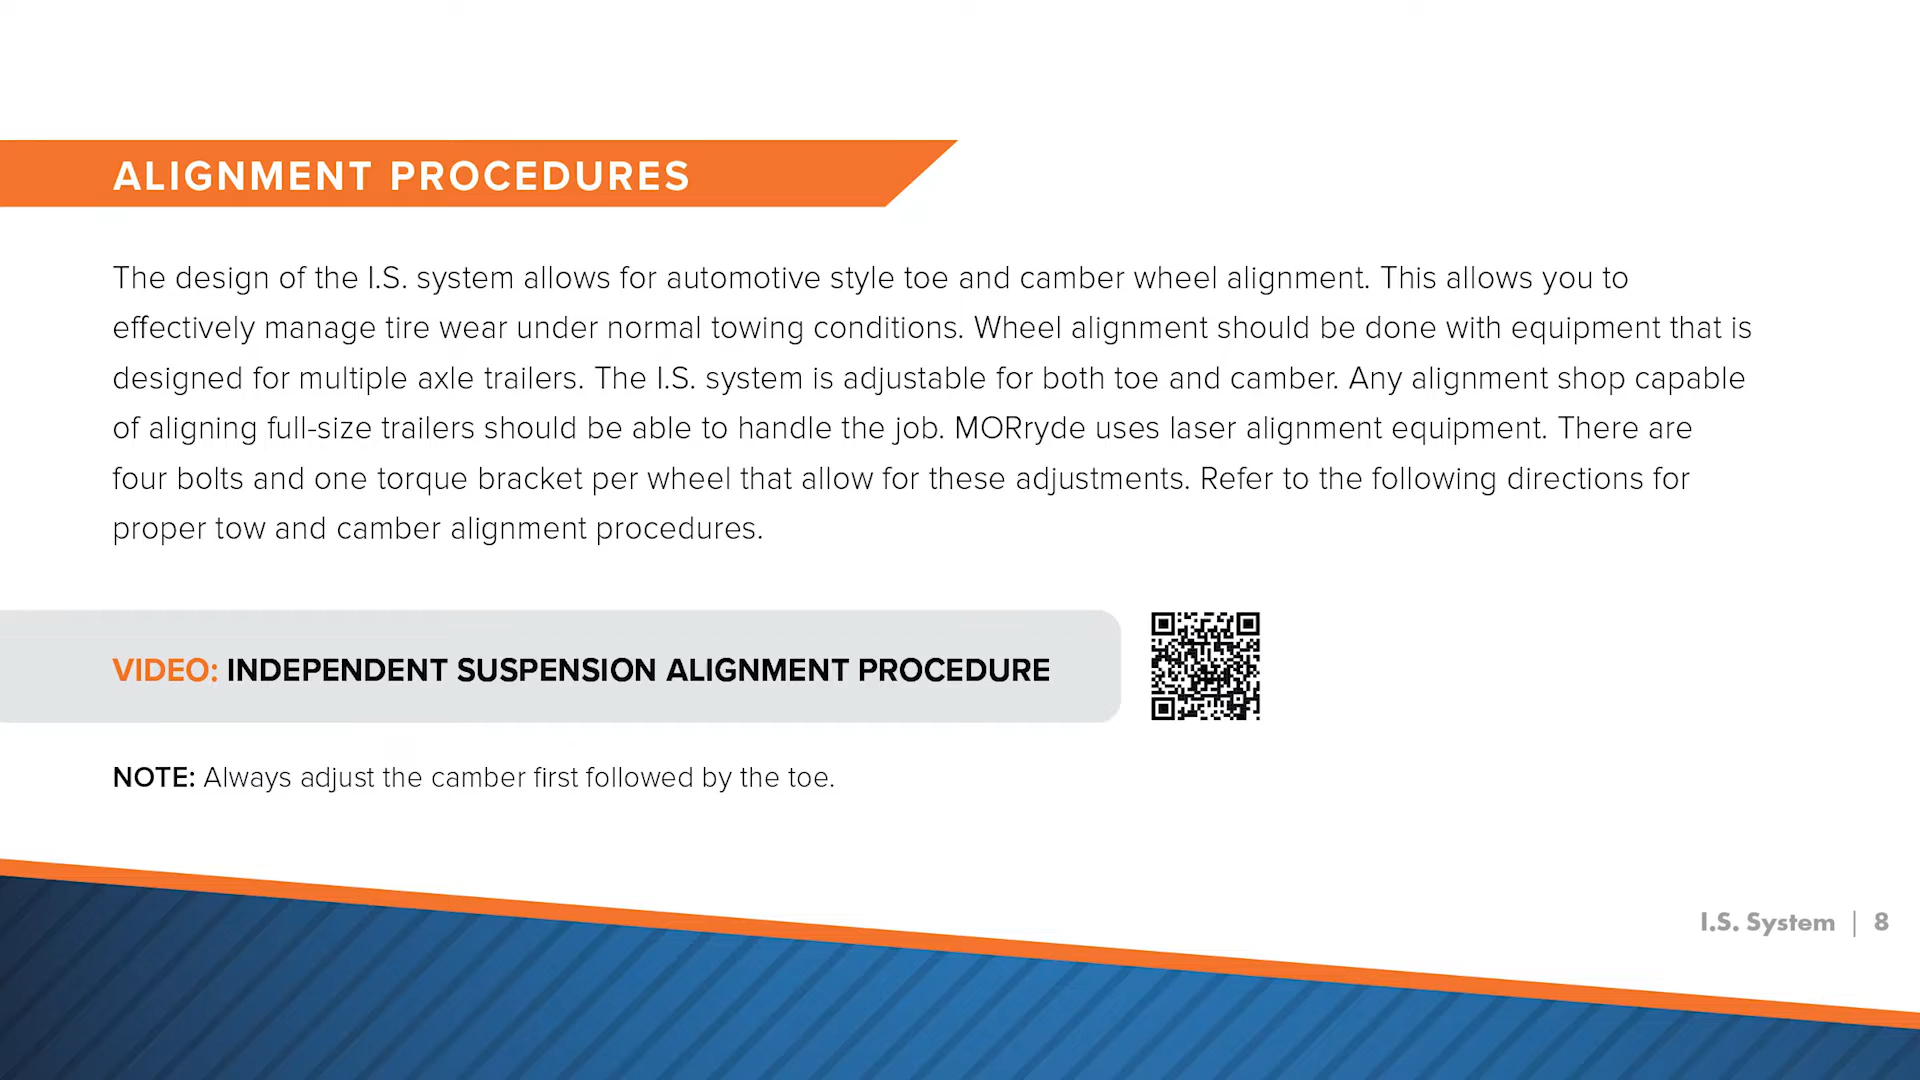 ALIGNMENT PROCEDURES
The design of the I.S. system allows for automotive style toe and camber wheel alignment. This allows you to
effectively manage tire wear under normal towing conditions. Wheel alignment should be done with equipment that is
designed for multiple axle trailers. The I.S. system is adjustable for both toe and camber. Any alignment shop capable
of aligning full-size trailers should be able to handle the job. MORryde uses laser alignment equipment. There are
four bolts and one torque bracket per wheel that allow for these adjustments. Refer to the following directions for
proper tow and camber alignment procedures.
VIDEO: INDEPENDENT SUSPENSION ALIGNMENT PROCEDURE
NOTE: Always adjust the camber first followed by the toe.
I.S. System | 8